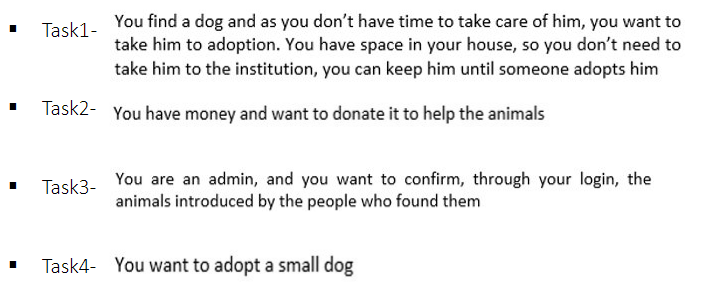 ▪ Task1- You find a dog and as you don't have time to take care of him, you want to
take him to adoption. You have space in your house, so you don't need to
take him to the institution, you can keep him until someone adopts him
▪ Task2- You have money and want to donate it to help the animals
▪ Task3- You are an admin, and you want to confirm, through your login, the
animals introduced by the people who found them
▪ Task4- You want to adopt a small dog